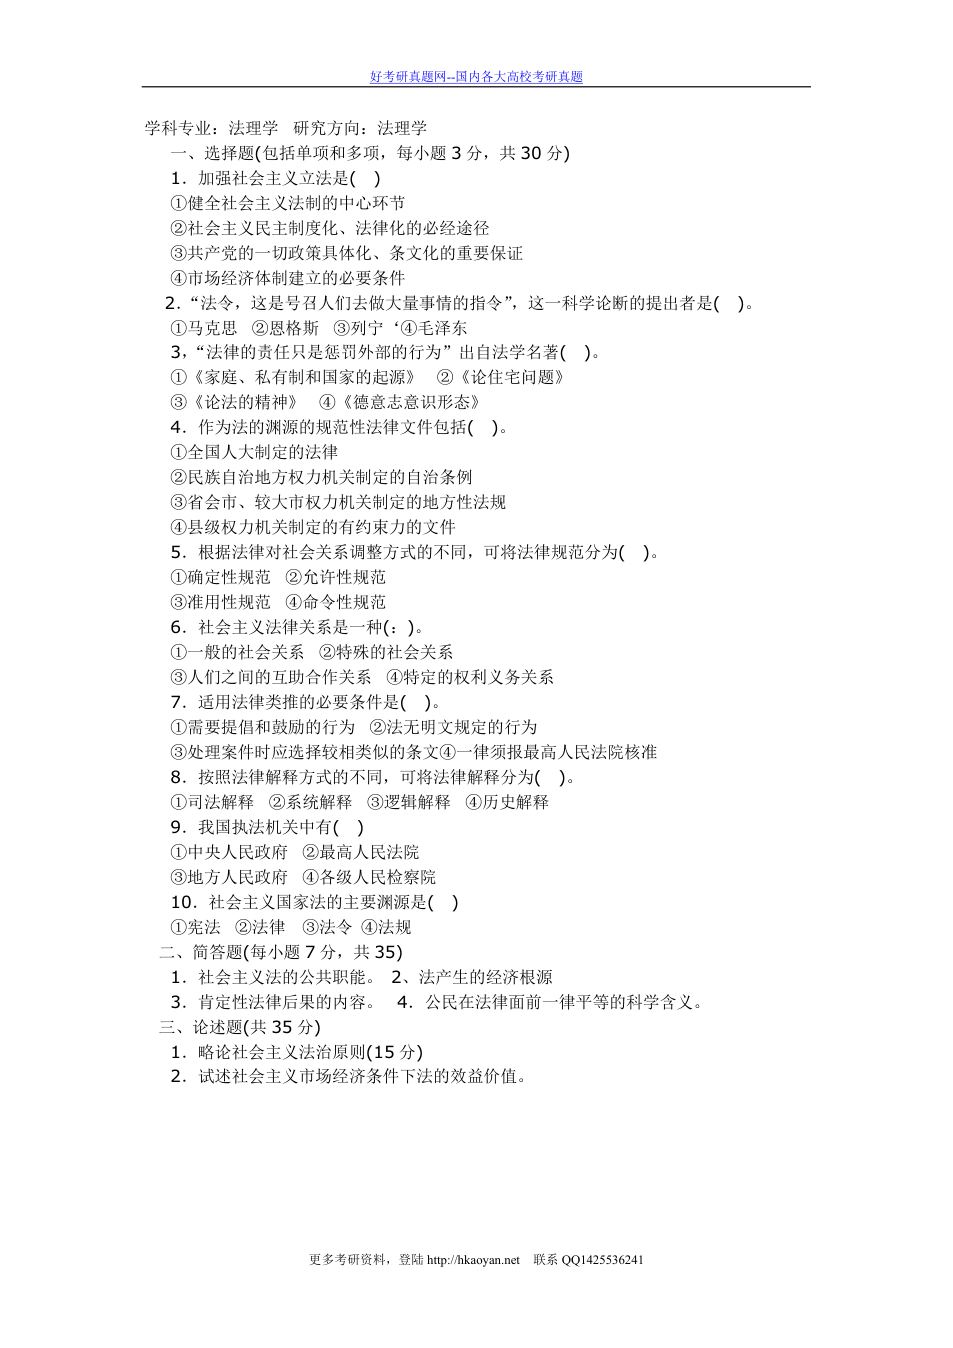 好考研真题网--国内各大高校考研真题
学科专业：法理学 研究方向：法理学
一、选择题(包括单项和多项，每小题 3 分，共 30 分)
1．加强社会主义立法是( )
①健全社会主义法制的中心环节
②社会主义民主制度化、法律化的必经途径
③共产党的一切政策具体化、条文化的重要保证
④市场经济体制建立的必要条件
2．“法令，这是号召人们去做大量事情的指令”，这一科学论断的提出者是( )。
①马克思 ②恩格斯 ③列宁‘④毛泽东
3，“法律的责任只是惩罚外部的行为”出自法学名著( )。
①《家庭、私有制和国家的起源》 ②《论住宅问题》
③《论法的精神》 ④《德意志意识形态》
4．作为法的渊源的规范性法律文件包括( )。
①全国人大制定的法律
②民族自治地方权力机关制定的自治条例
③省会市、较大市权力机关制定的地方性法规
④县级权力机关制定的有约束力的文件
5．根据法律对社会关系调整方式的不同，可将法律规范分为( )。
①确定性规范 ②允许性规范
③准用性规范 ④命令性规范
6．社会主义法律关系是一种(：)。
①一般的社会关系 ②特殊的社会关系
③人们之间的互助合作关系 ④特定的权利义务关系
7．适用法律类推的必要条件是( )。
①需要提倡和鼓励的行为 ②法无明文规定的行为
③处理案件时应选择较相类似的条文④一律须报最高人民法院核准
8．按照法律解释方式的不同，可将法律解释分为( )。
①司法解释 ②系统解释 ③逻辑解释 ④历史解释
9．我国执法机关中有( )
①中央人民政府 ②最高人民法院
③地方人民政府 ④各级人民检察院
10．社会主义国家法的主要渊源是( )
①宪法 ②法律 ③法令 ④法规
二、简答题(每小题 7 分，共 35)
1．社会主义法的公共职能。 2、法产生的经济根源
3．肯定性法律后果的内容。 4．公民在法律面前一律平等的科学含义。
三、论述题(共 35 分)
1．略论社会主义法治原则(15 分)
2．试述社会主义市场经济条件下法的效益价值。
更多考研资料，登陆 http://hkaoyan.net 联系 QQ1425536241